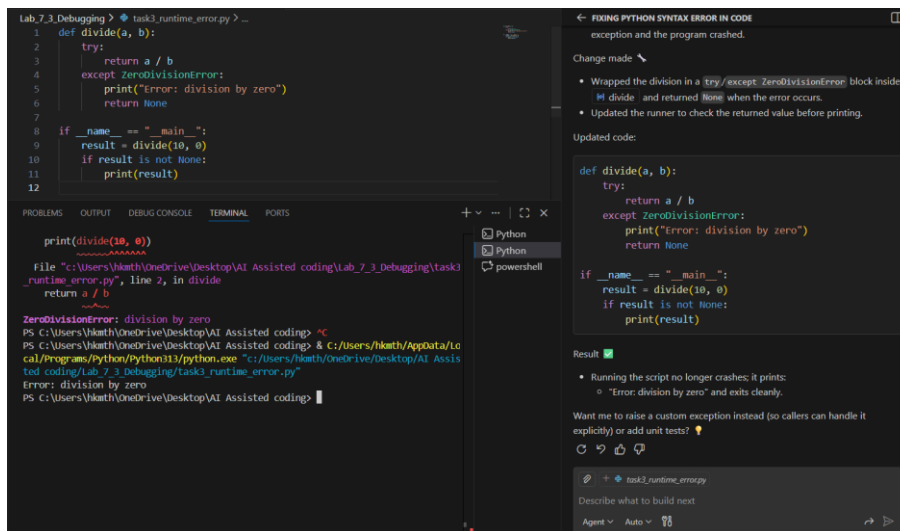 Lab_7_3_Debugging > task3_runtime_error.py > ...
1 def divide(a, b):
2 try:
3 return a / b
4 except ZeroDivisionError:
5 print("Error: division by zero")
6 return None
7
8 if __name__ == "__main__":
9 result = divide(10, 0)
10 if result is not None:
11 print(result)
12
PROBLEMS OUTPUT DEBUG CONSOLE TERMINAL PORTS
print(divide(10, 0))
~~~~~~^^^^^^^
File "c:\Users\hkmth\OneDrive\Desktop\AI Assisted coding\Lab_7_3_Debugging\task3
_runtime_error.py", line 2, in divide
return a / b
~~^~~
ZeroDivisionError: division by zero
PS C:\Users\hkmth\OneDrive\Desktop\AI Assisted coding> ^C
PS C:\Users\hkmth\OneDrive\Desktop\AI Assisted coding> & C:/Users/hkmth/AppData/Lo
cal/Programs/Python/Python313/python.exe "c:/Users/hkmth/OneDrive/Desktop/AI Assis
ted coding/Lab_7_3_Debugging/task3_runtime_error.py"
Error: division by zero
PS C:\Users\hkmth\OneDrive\Desktop\AI Assisted coding>
Python
Python
powershell
FIXING PYTHON SYNTAX ERROR IN CODE
exception and the program crashed.
Change made
• Wrapped the division in a try/except ZeroDivisionError block inside
divide and returned None when the error occurs.
• Updated the runner to check the returned value before printing.
Updated code:
def divide(a, b):
try:
return a / b
except ZeroDivisionError:
print("Error: division by zero")
return None
if __name__ == "__main__":
result = divide(10, 0)
if result is not None:
print(result)
Result ✅
• Running the script no longer crashes; it prints:
◦ "Error: division by zero" and exits cleanly.
Want me to raise a custom exception instead (so callers can handle it
explicitly) or add unit tests? 💡
task3_runtime_error.py
Describe what to build next
Agent Auto